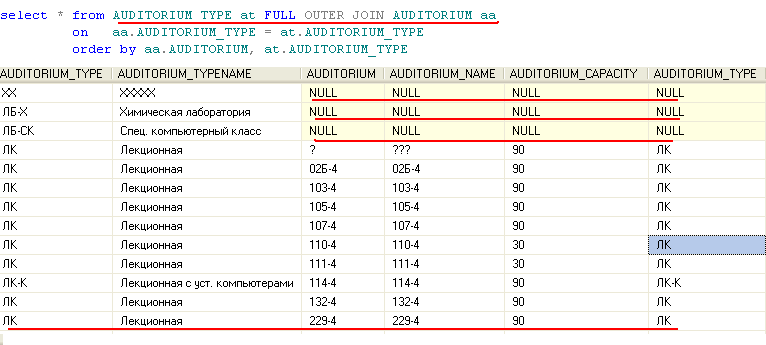 select * from AUDITORIUM_TYPE at FULL OUTER JOIN AUDITORIUM aa
on aa.AUDITORIUM_TYPE = at.AUDITORIUM_TYPE
order by aa.AUDITORIUM, at.AUDITORIUM_TYPE
AUDITORIUM_TYPE AUDITORIUM_TYPENAME AUDITORIUM AUDITORIUM_NAME AUDITORIUM_CAPACITY AUDITORIUM_TYPE
XX XXXXX NULL NULL NULL NULL
ЛБ-Х Химическая лаборатория NULL NULL NULL NULL
ЛБ-СК Спец. компьютерный класс NULL NULL NULL NULL
ЛК Лекционная ? ??? 90 ЛК
ЛК Лекционная 02Б-4 02Б-4 90 ЛК
ЛК Лекционная 103-4 103-4 90 ЛК
ЛК Лекционная 105-4 105-4 90 ЛК
ЛК Лекционная 107-4 107-4 90 ЛК
ЛК Лекционная 110-4 110-4 30 ЛК
ЛК Лекционная 111-4 111-4 30 ЛК
ЛК-К Лекционная с уст. компьютерами 114-4 114-4 90 ЛК-К
ЛК Лекционная 132-4 132-4 90 ЛК
ЛК Лекционная 229-4 229-4 90 ЛК